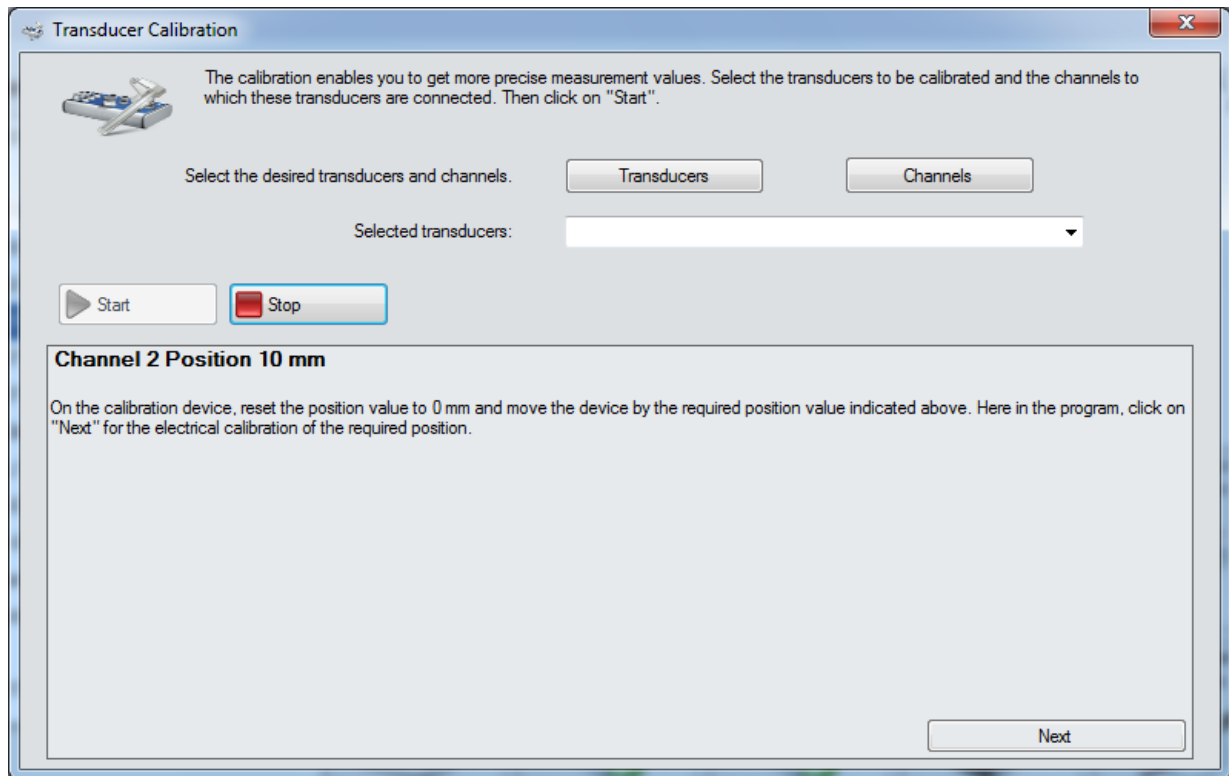 Transducer Calibration
The calibration enables you to get more precise measurement values. Select the transducers to be calibrated and the channels to
which these transducers are connected. Then click on "Start".
Select the desired transducers and channels. Transducers Channels
Selected transducers:
Start Stop
Channel 2 Position 10 mm
On the calibration device, reset the position value to 0 mm and move the device by the required position value indicated above. Here in the program, click on
"Next" for the electrical calibration of the required position.
Next